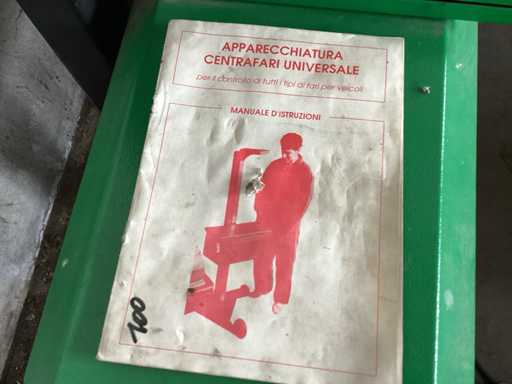 APPARECCHIATURA
CENTRAFARI UNIVERSALE
per il controllo di tutti i tipi di fari per veicoli
MANUALE D'ISTRUZIONI
100